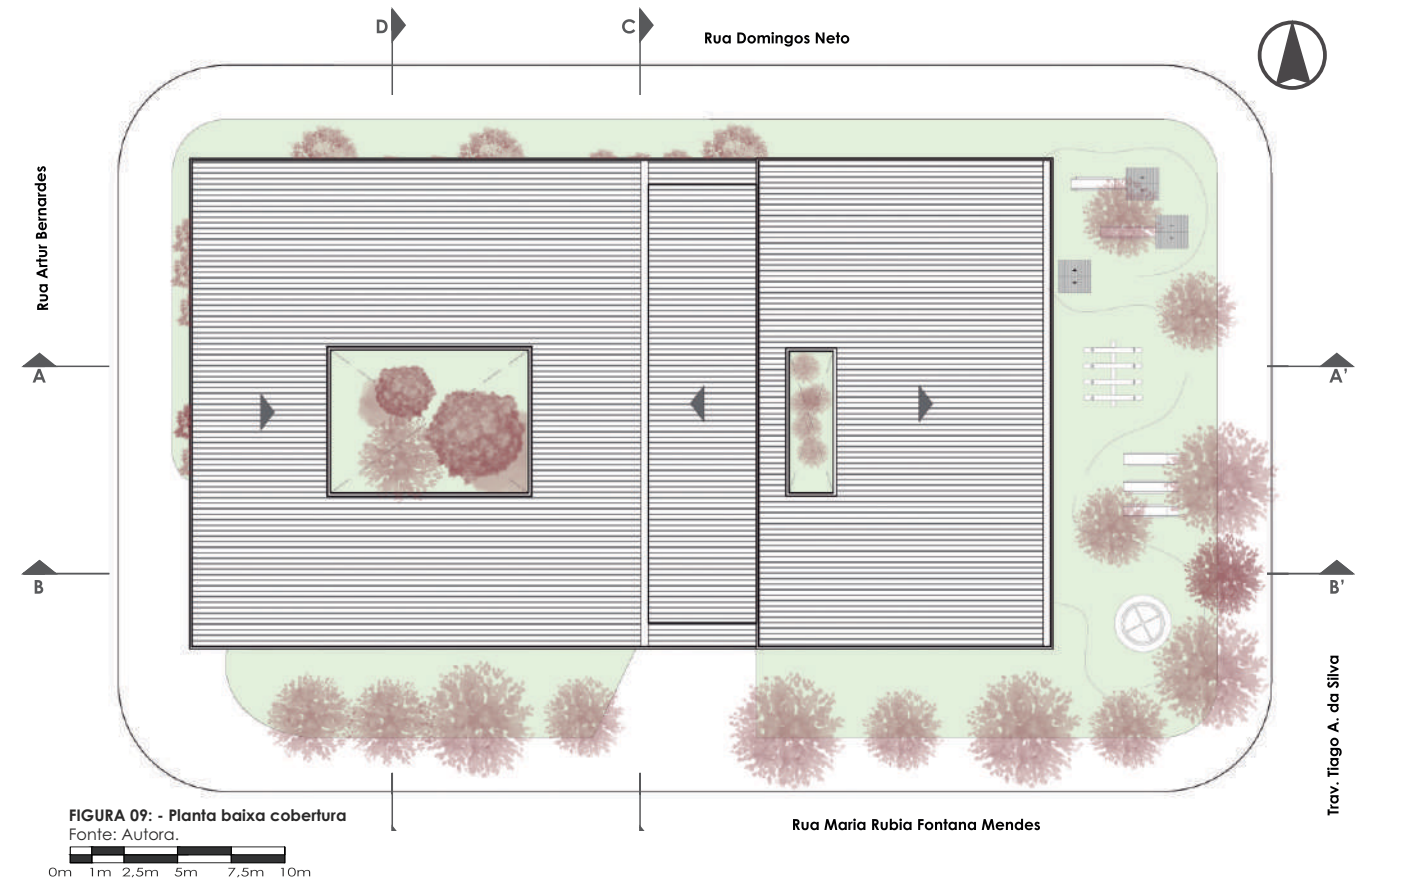 D
C
Rua Domingos Neto
Rua Artur Bernardes
A
A’
B
B’
Trav. Tiago A. da Silva
FIGURA 09: - Planta baixa cobertura
Fonte: Autora.
Rua Maria Rubia Fontana Mendes
0m 1m 2,5m 5m 7,5m 10m